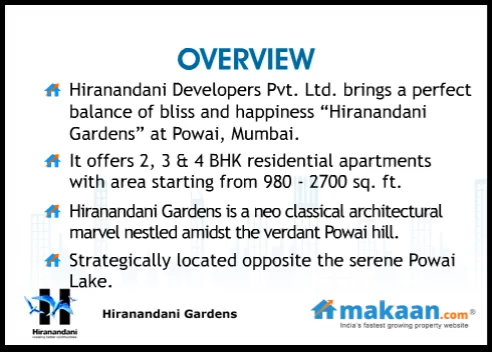 OVERVIEW
Hiranandani Developers Pvt. Ltd. brings a perfect
balance of bliss and happiness “Hiranandani
Gardens” at Powai, Mumbai.
It offers 2, 3 & 4 BHK residential apartments
with area starting from 980 - 2700 sq. ft.
Hiranandani Gardens is a neo classical architectural
marvel nestled amidst the verdant Powai hill.
Strategically located opposite the serene Powai
Lake.
Hiranandani
creating better communities
Hiranandani Gardens
makaan.com®
India's fastest growing property website